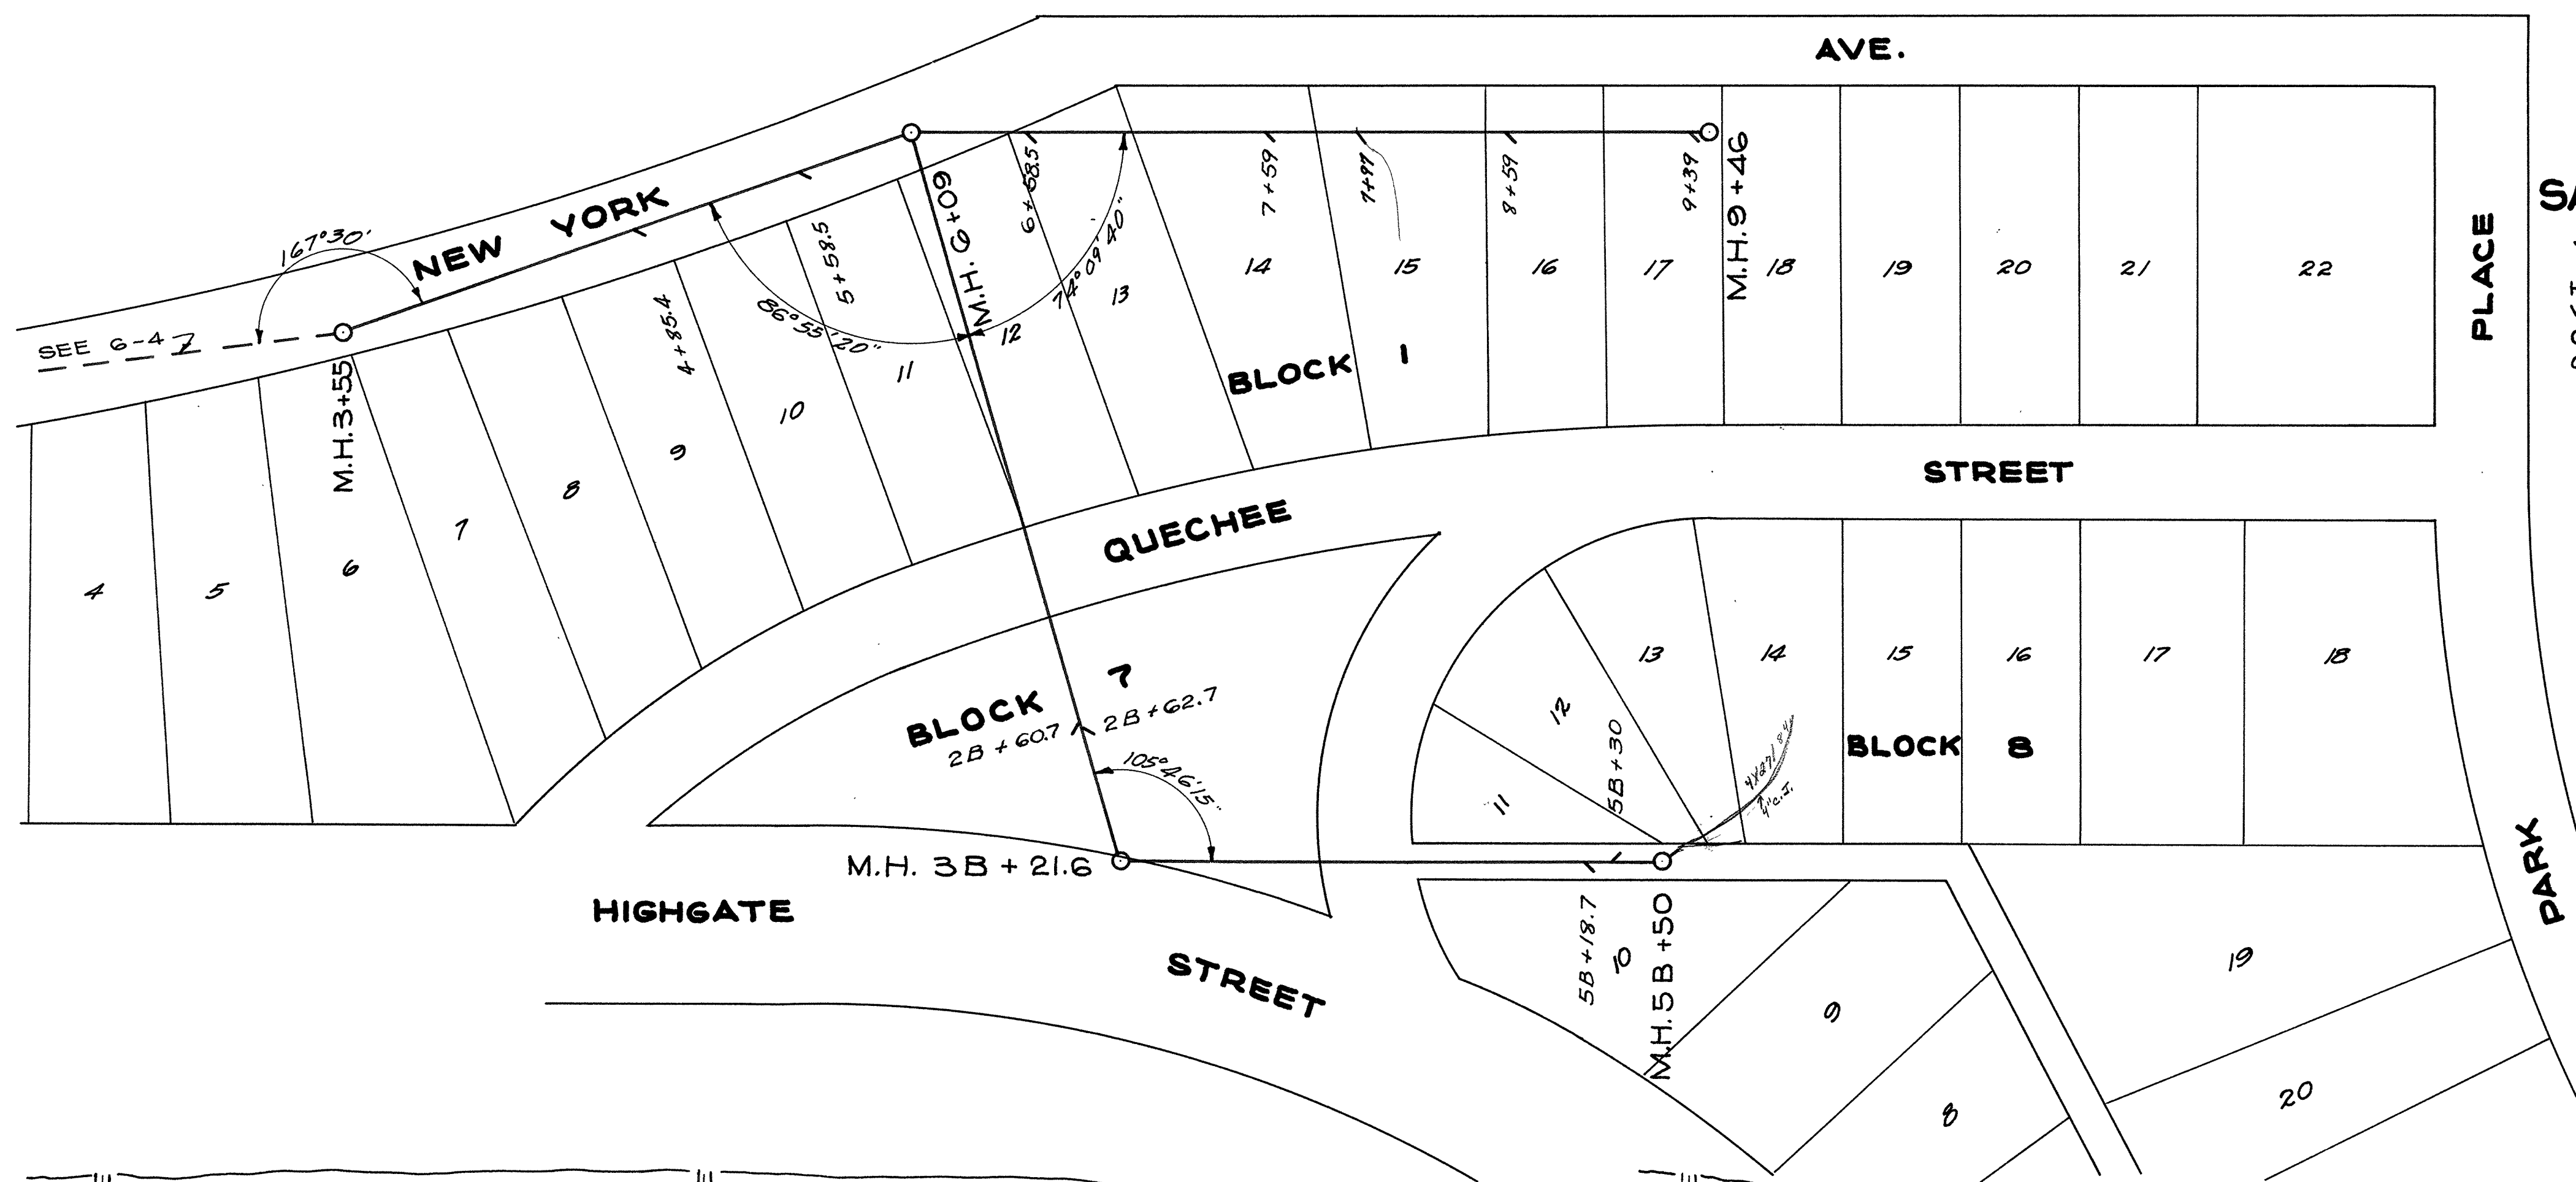 AVE.
NEW YORK
167°30'
SEE 6-47
M.H. 3+55
4+85.4
5+58.5
M.H. 6+09
6+58.5
7+59
7+97
8+59
9+39
M.H. 9+46
86°55'20"
74°09'40"
4
5
6
7
8
9
10
11
12
13
14
15
16
17
18
19
20
21
22
BLOCK 1
PLACE
STREET
QUECHEE
BLOCK 7
2B + 60.7
2B + 62.7
105°46'15"
M.H. 3B + 21.6
HIGHGATE
STREET
11
12
13
14
15
16
17
18
5B+30
BLOCK 8
4"C.I.
5B+18.7
M.H. 5B+50
10
9
8
19
20
PARK